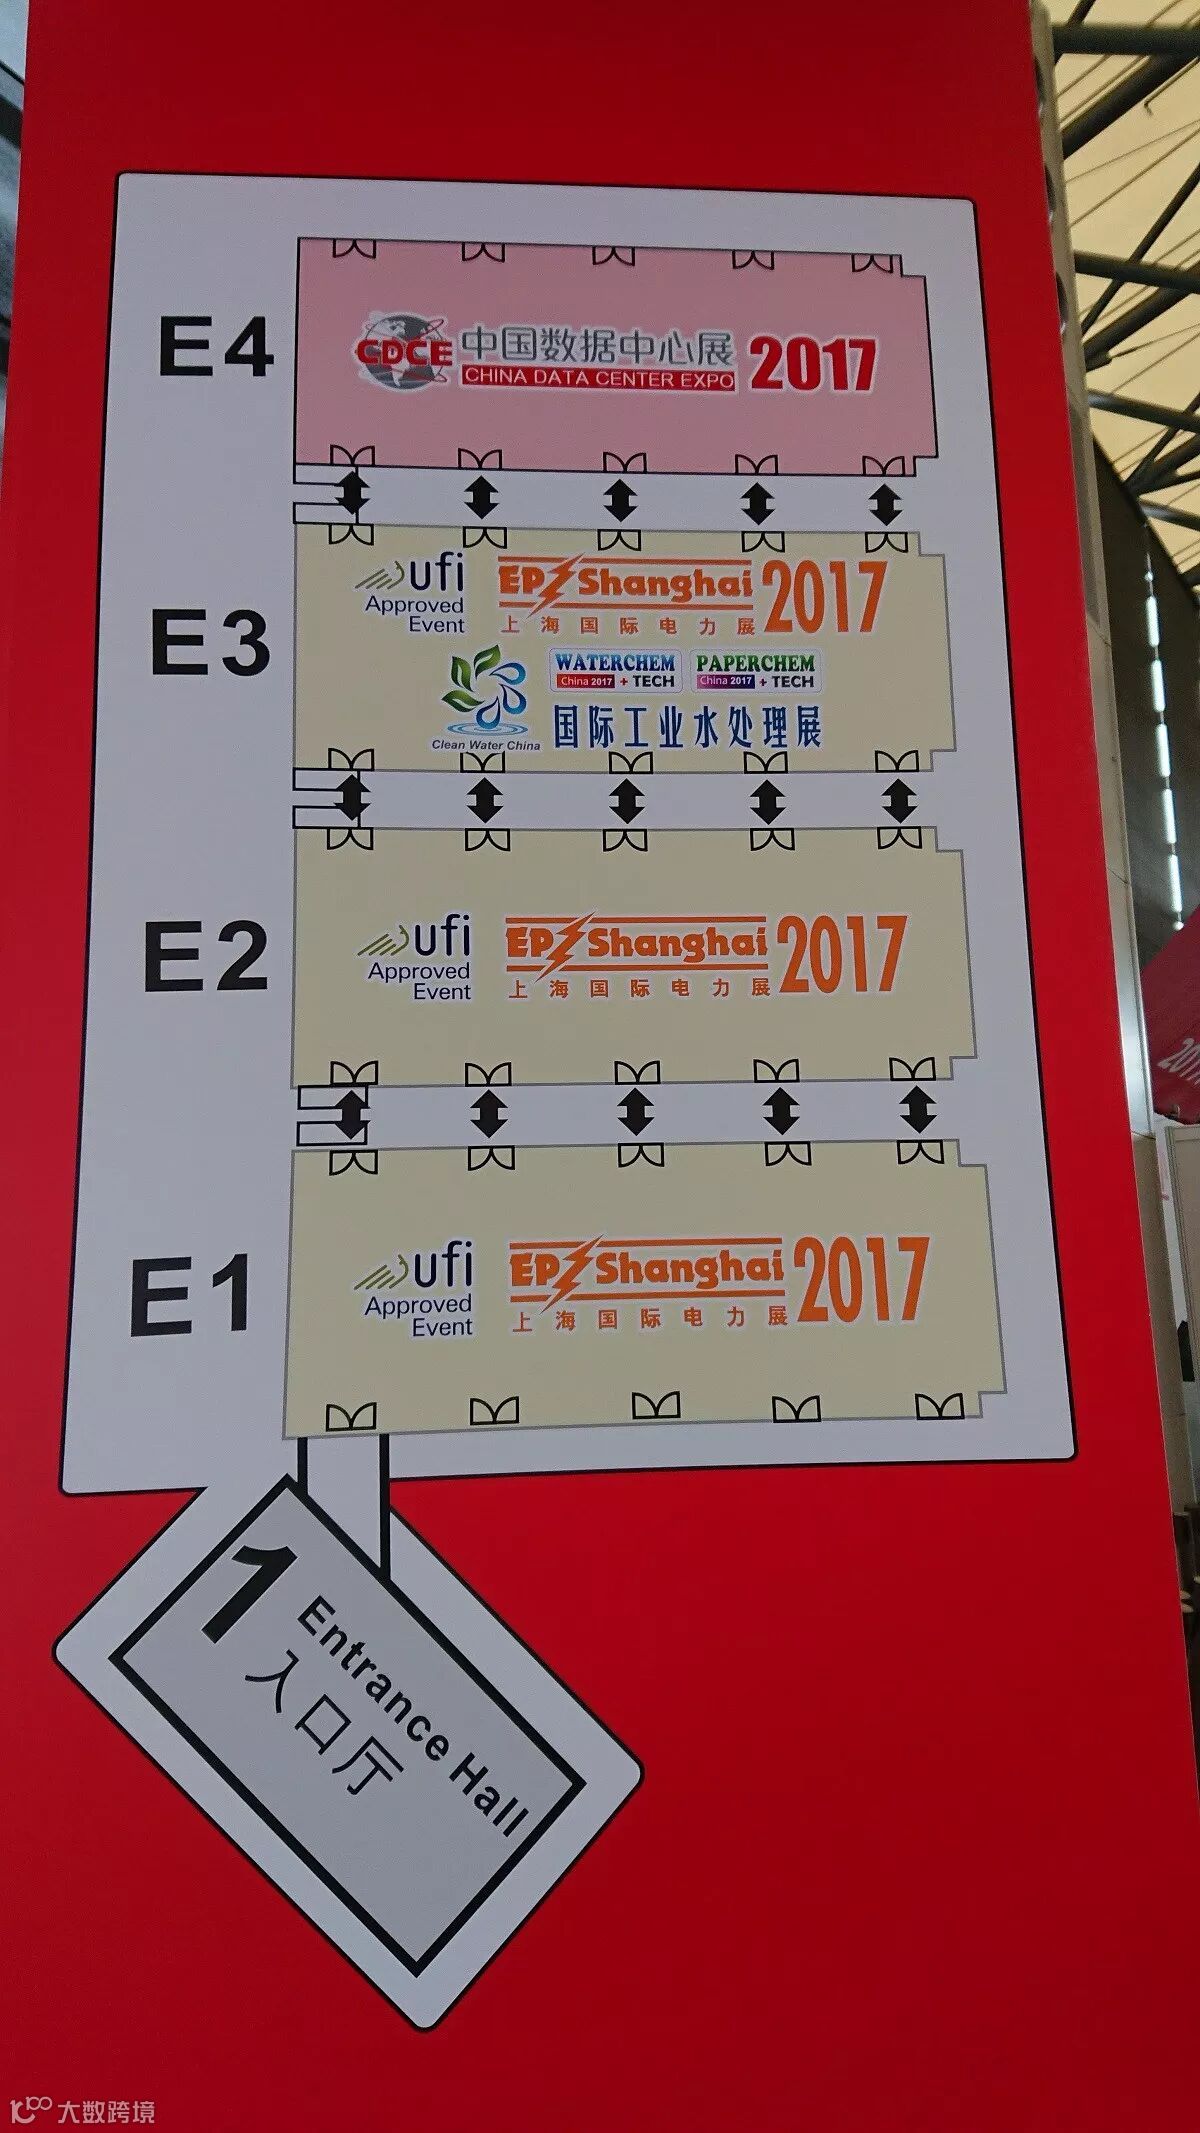 E4
CDCE 中国数据中心展 2017
CHINA DATA CENTER EXPO
E3
ufi
Approved
Event
EP Shanghai 2017
上海国际电力展
Clean Water China
WATERCHEM
China 2017 + TECH
PAPERCHEM
China 2017 + TECH
国际工业水处理展
E2
ufi
Approved
Event
EP Shanghai 2017
上海国际电力展
E1
ufi
Approved
Event
EP Shanghai 2017
上海国际电力展
1
Entrance Hall
入口厅
大数跨境